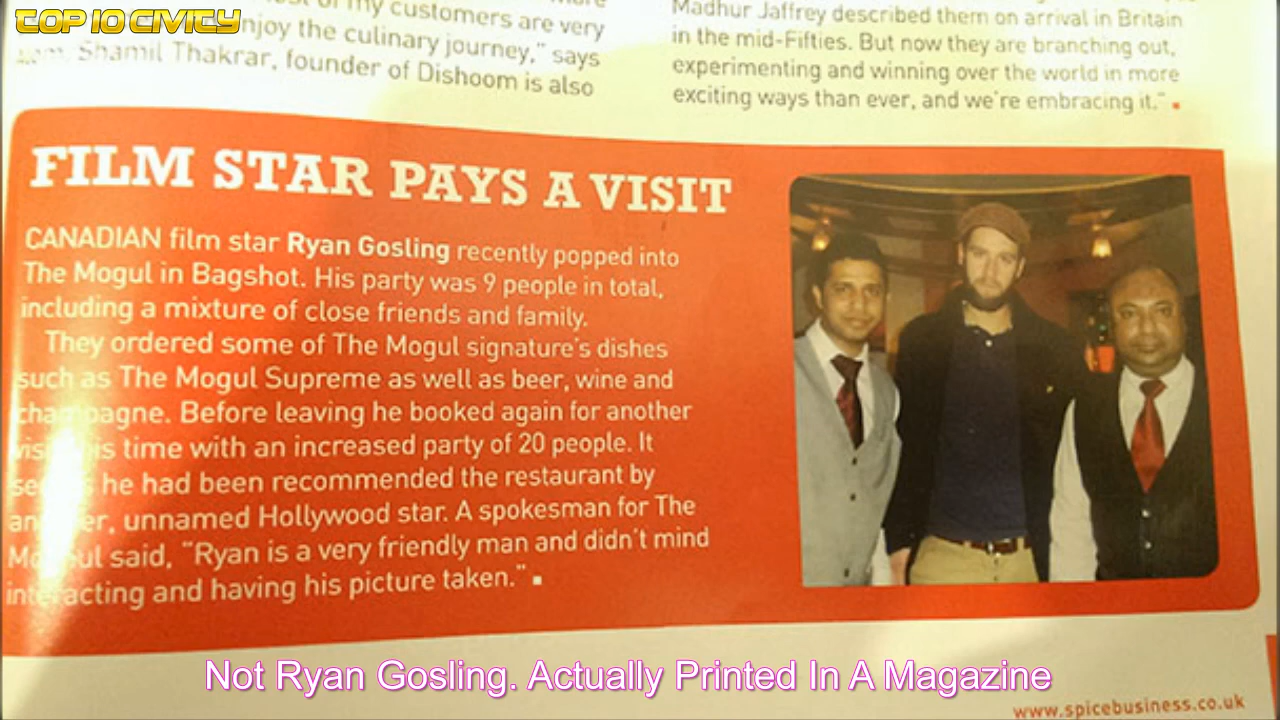 TOP 10 CIVITY
my customers are very
enjoy the culinary journey," says
Shamil Thakrar, founder of Dishoom is also
Madhur Jaffrey described them on arrival in Britain
in the mid-Fifties. But now they are branching out,
experimenting and winning over the world in more
exciting ways than ever, and we're embracing it."
FILM STAR PAYS A VISIT
CANADIAN film star Ryan Gosling recently popped into
The Mogul in Bagshot. His party was 9 people in total,
including a mixture of close friends and family.
They ordered some of The Mogul signature's dishes
such as The Mogul Supreme as well as beer, wine and
champagne. Before leaving he booked again for another
time with an increased party of 20 people. It
he had been recommended the restaurant by
unnamed Hollywood star. A spokesman for The
Mogul said, "Ryan is a very friendly man and didn't mind
interacting and having his picture taken."
Not Ryan Gosling. Actually Printed In A Magazine
www.spicebusiness.co.uk